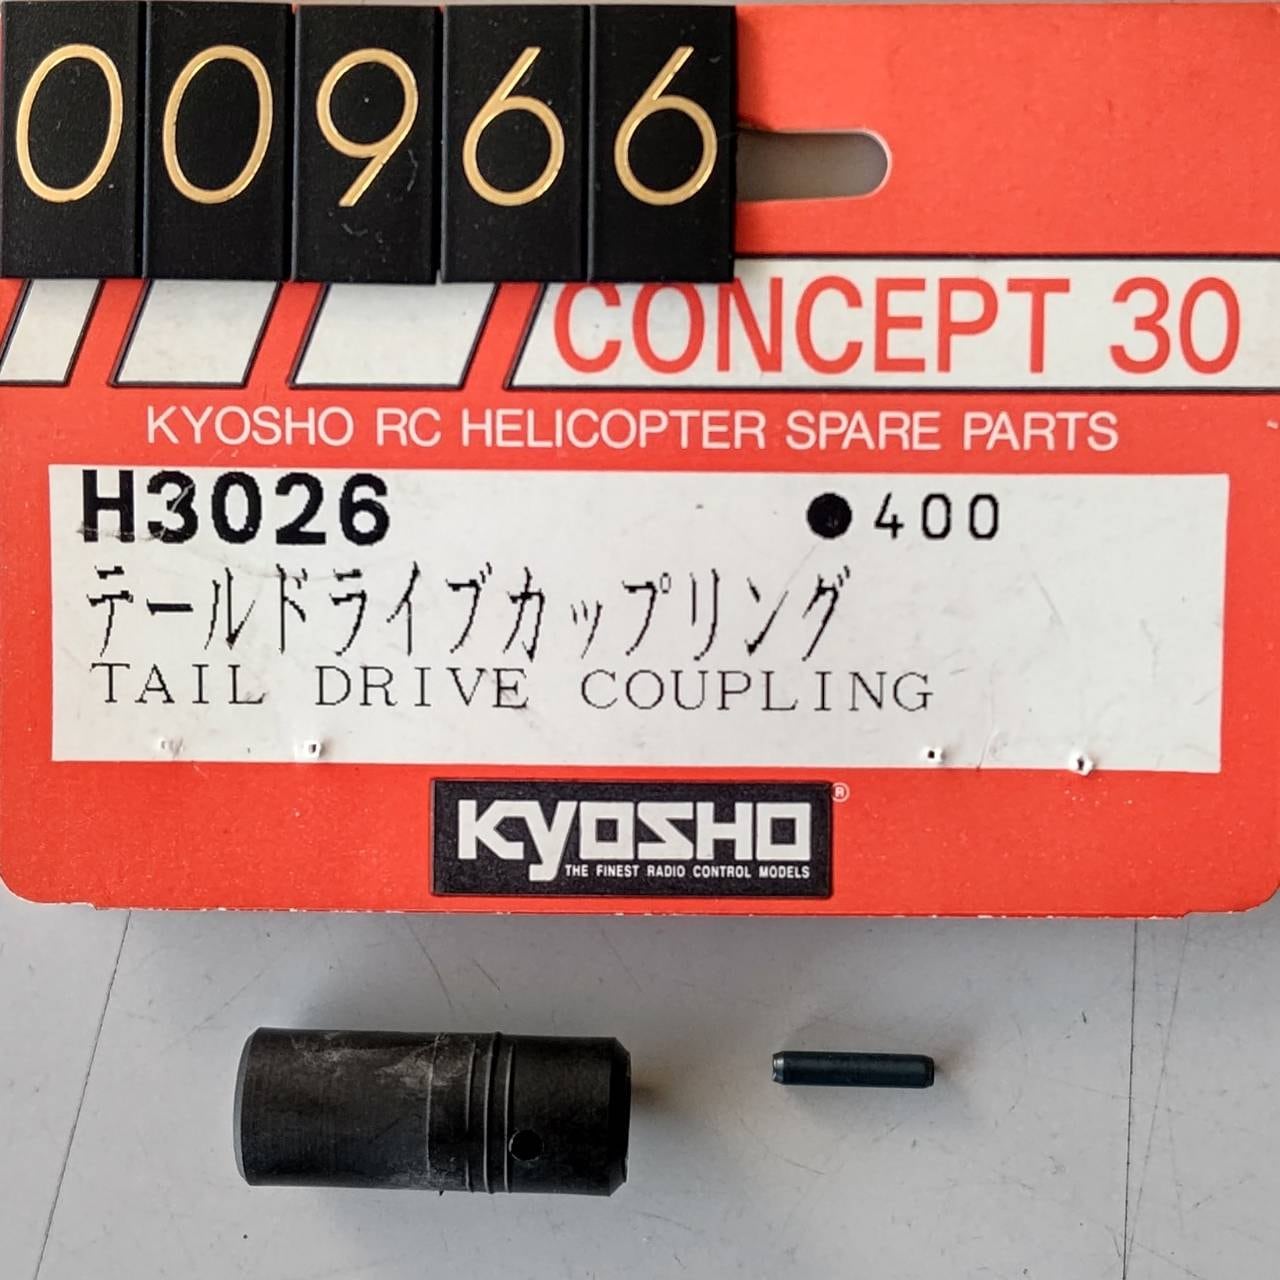 00966
CONCEPT 30
KYOSHO RC HELICOPTER SPARE PARTS
H3026 ●400
テールドライブカップリング
TAIL DRIVE COUPLING
KYOSHO ®
THE FINEST RADIO CONTROL MODELS